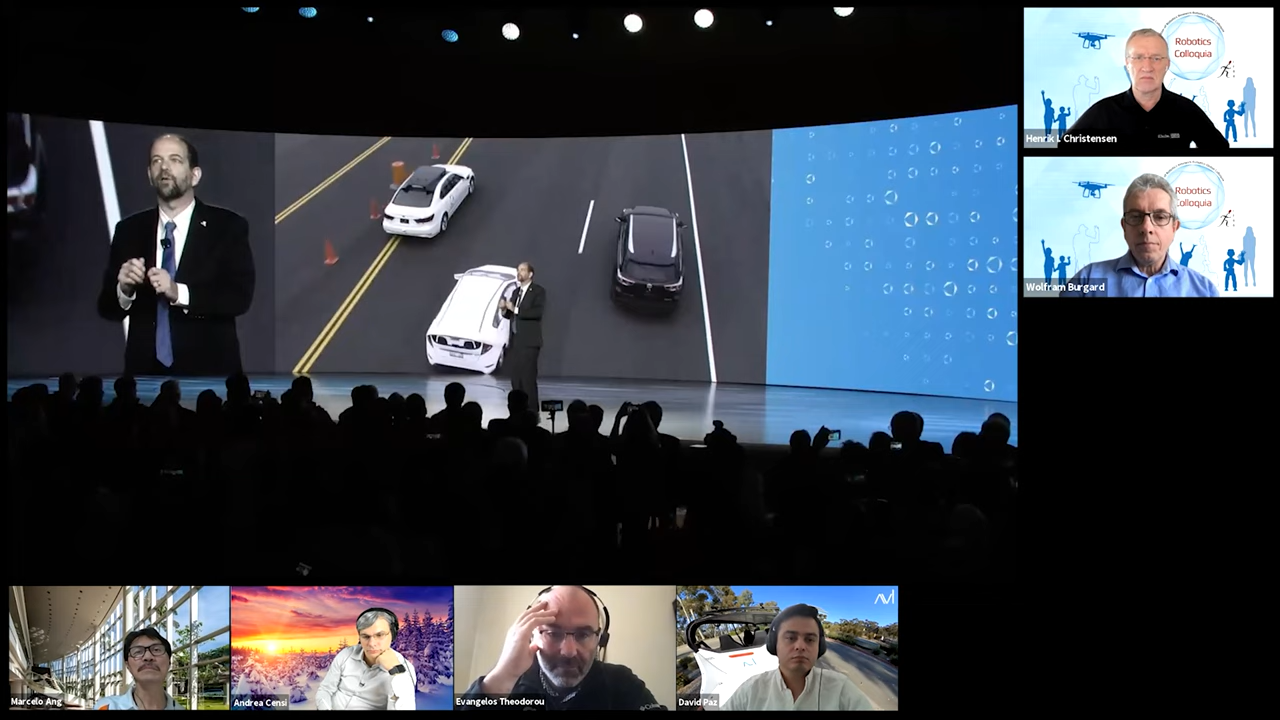 Robotics
Colloquia
Henrik I Christensen
Robotics
Colloquia
Wolfram Burgard
Marcelo Ang
Andrea Censi
Evangelos Theodorou
David Paz